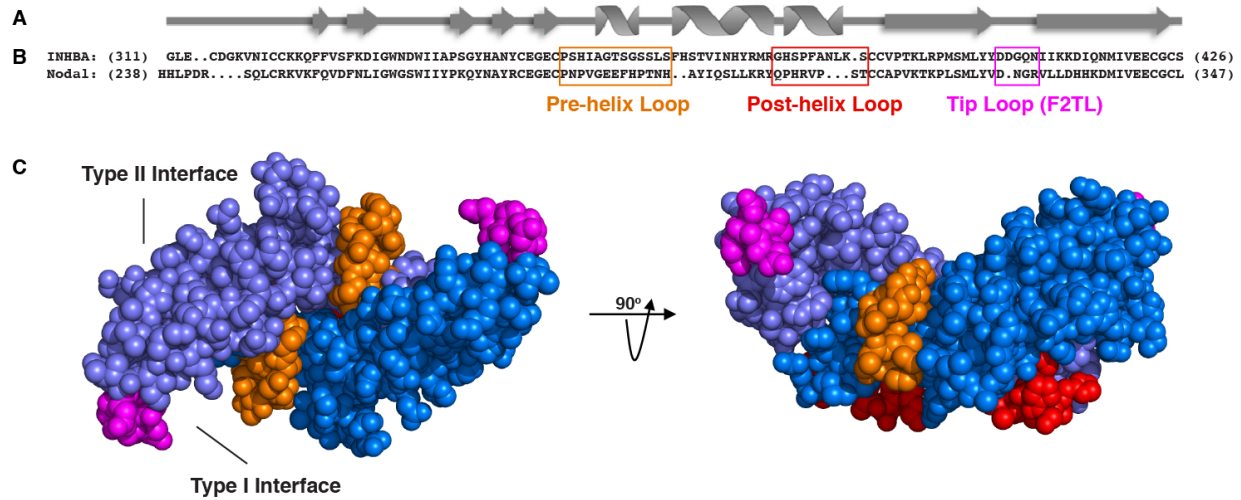 A
B
INHBA: (311) GLE..CDGKVNICCKKQFFVSFKDIGWNDWIIAPSGYHANYCEGECPSHIAGTSGSSLSFHSTVINHYRMRGHSPFANLK.SCCVPTKLRPMSMLYYDDGQNIIKKDIQNMIVEECGCS (426)
Nodal: (238) HHLPDR....SQLCRKVKFQVDFNLIGWGSWIIYPKQYNAYRCEGECPNPVGEEFHPTNH..AYIQSLLKRYQPHRVP...STCCAPVKTKPLSMLYVD.NGRVLLDHHKDMIVEECGCL (347)
Pre-helix Loop Post-helix Loop Tip Loop (F2TL)
C
Type II Interface
90º
Type I Interface